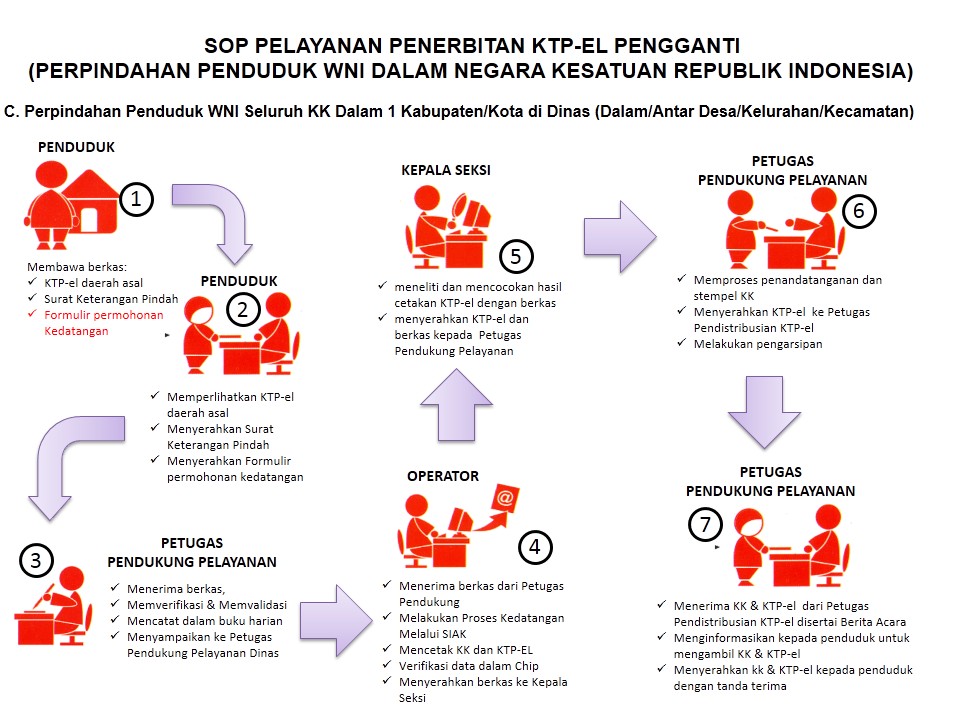 SOP PELAYANAN PENERBITAN KTP-EL PENGGANTI
(PERPINDAHAN PENDUDUK WNI DALAM NEGARA KESATUAN REPUBLIK INDONESIA)
C. Perpindahan Penduduk WNI Seluruh KK Dalam 1 Kabupaten/Kota di Dinas (Dalam/Antar Desa/Kelurahan/Kecamatan)
PENDUDUK
1
Membawa berkas:
✓ KTP-el daerah asal
✓ Surat Keterangan Pindah
✓ Formulir permohonan
Kedatangan
PENDUDUK
2
✓ Memperlihatkan KTP-el
daerah asal
✓ Menyerahkan Surat
Keterangan Pindah
✓ Menyerahkan Formulir
permohonan kedatangan
3
PETUGAS
PENDUKUNG PELAYANAN
✓ Menerima berkas,
✓ Memverifikasi & Memvalidasi
✓ Mencatat dalam buku harian
✓ Menyampaikan ke Petugas
Pendukung Pelayanan Dinas
OPERATOR
@
4
✓ Menerima berkas dari Petugas
Pendukung
✓ Melakukan Proses Kedatangan
Melalui SIAK
✓ Mencetak KK dan KTP-EL
✓ Verifikasi data dalam Chip
✓ Menyerahkan berkas ke Kepala
Seksi
KEPALA SEKSI
5
✓ meneliti dan mencocokan hasil
cetakan KTP-el dengan berkas
✓ menyerahkan KTP-el dan
berkas kepada Petugas
Pendukung Pelayanan
PETUGAS
PENDUKUNG PELAYANAN
6
✓ Memproses penandatanganan dan
stempel KK
✓ Menyerahkan KTP-el ke Petugas
Pendistribusian KTP-el
✓ Melakukan pengarsipan
PETUGAS
PENDUKUNG PELAYANAN
7
✓ Menerima KK & KTP-el dari Petugas
Pendistribusian KTP-el disertai Berita Acara
✓ Menginformasikan kepada penduduk untuk
mengambil KK & KTP-el
✓ Menyerahkan kk & KTP-el kepada penduduk
dengan tanda terima